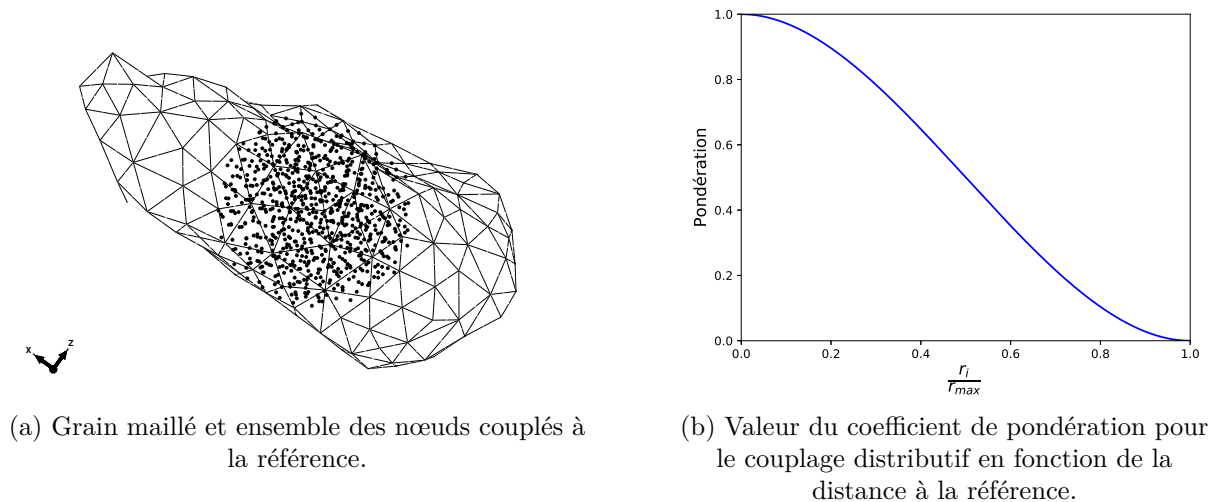 x
z
(a) Grain maillé et ensemble des nœuds couplés à
la référence.
1.0
0.8
0.6
0.4
0.2
0.0
Pondération
0.0 0.2 0.4 0.6 0.8 1.0
r_i
r_max
(b) Valeur du coefficient de pondération pour
le couplage distributif en fonction de la
distance à la référence.